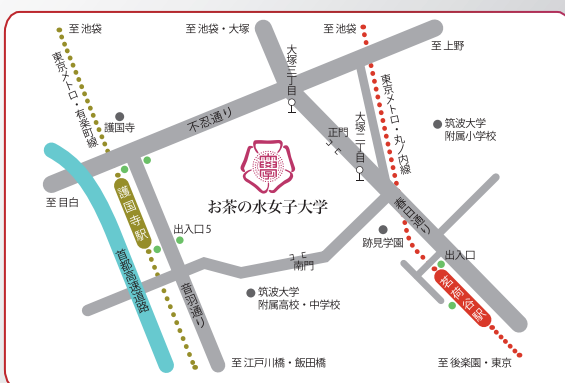 至池袋
至池袋・大塚
至池袋
至上野
東京メトロ・有楽町線
大塚三丁目
東京メトロ・丸ノ内線
護国寺
不忍通り
大塚二丁目
正門
筑波大学
附属小学校
至目白
護国寺駅
お茶の水女子大学
春日通り
出入口5
跡見学園
出入口
南門
首都高速道路
音羽通り
筑波大学
附属高校・中学校
茗荷谷駅
至江戸川橋・飯田橋
至後楽園・東京